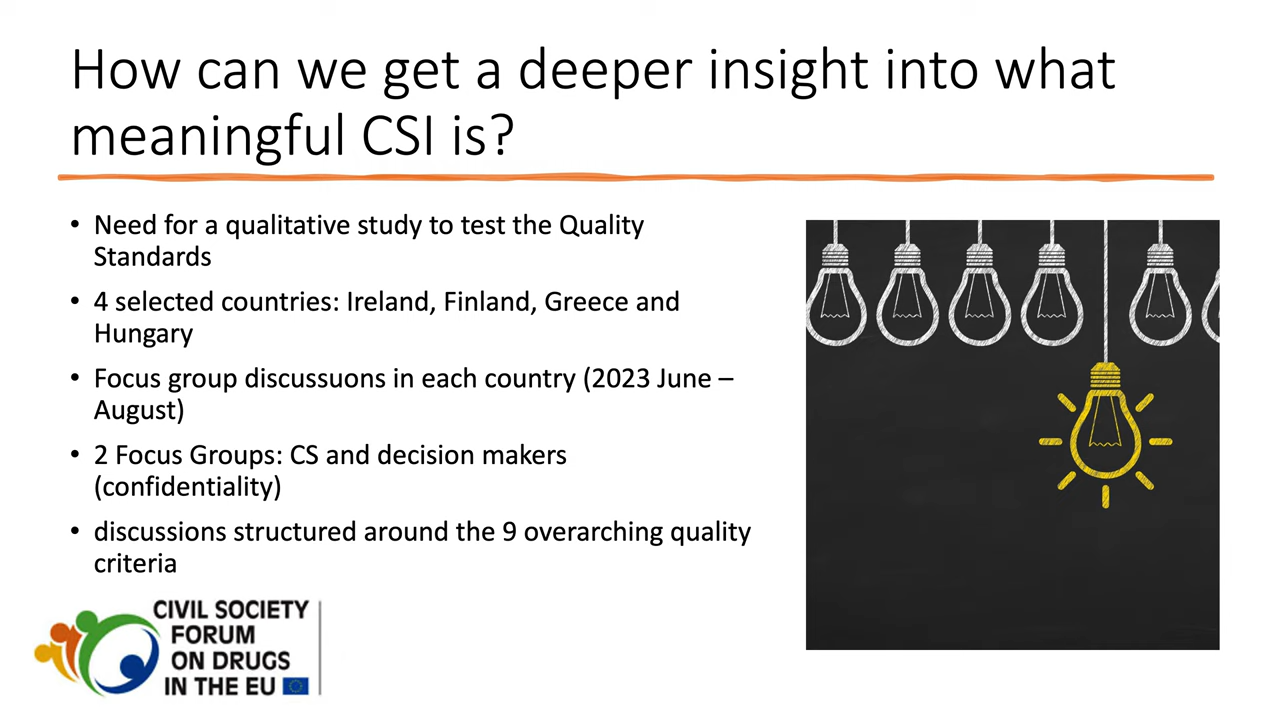 How can we get a deeper insight into what
meaningful CSI is?
• Need for a qualitative study to test the Quality
Standards
• 4 selected countries: Ireland, Finland, Greece and
Hungary
• Focus group discussuons in each country (2023 June –
August)
• 2 Focus Groups: CS and decision makers
(confidentiality)
• discussions structured around the 9 overarching quality
criteria
CIVIL SOCIETY
FORUM
ON DRUGS
IN THE EU